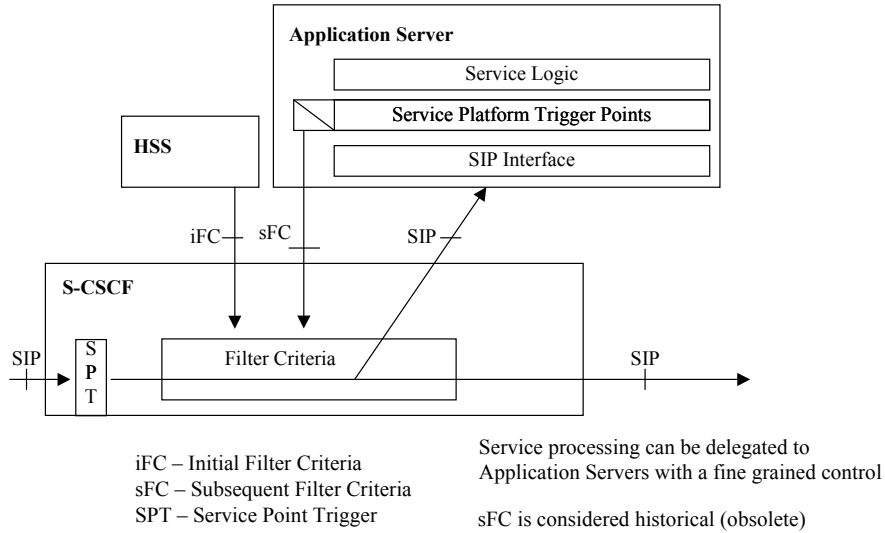 Application Server
Service Logic
Service Platform Trigger Points
SIP Interface
HSS
iFC
sFC
SIP
S-CSCF
SIP
S
P
T
Filter Criteria
SIP
iFC – Initial Filter Criteria
sFC – Subsequent Filter Criteria
SPT – Service Point Trigger
Service processing can be delegated to
Application Servers with a fine grained control
sFC is considered historical (obsolete)